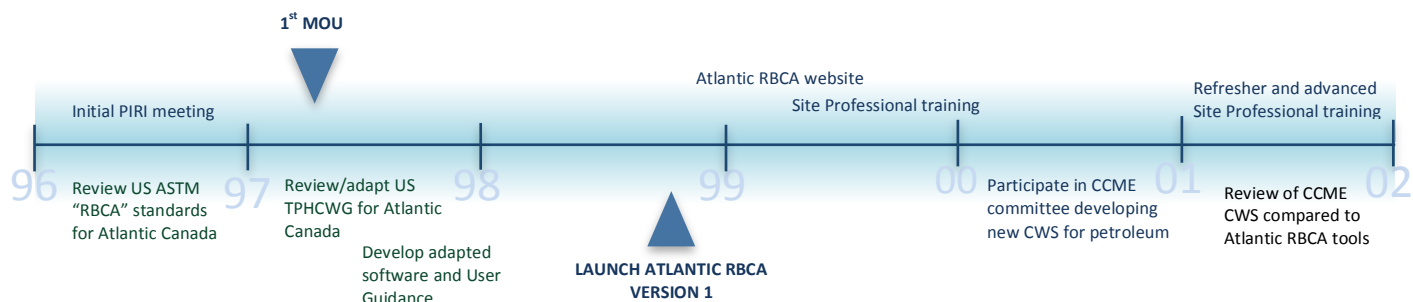 1st MOU
Atlantic RBCA website
Initial PIRI meeting
Site Professional training
Refresher and advanced
Site Professional training
96
97
98
99
00
01
02
Review US ASTM
“RBCA” standards
for Atlantic Canada
Review/adapt US
TPHCWG for Atlantic
Canada
Develop adapted
software and User
Guidance
LAUNCH ATLANTIC RBCA
VERSION 1
Participate in CCME
committee developing
new CWS for petroleum
Review of CCME
CWS compared to
Atlantic RBCA tools